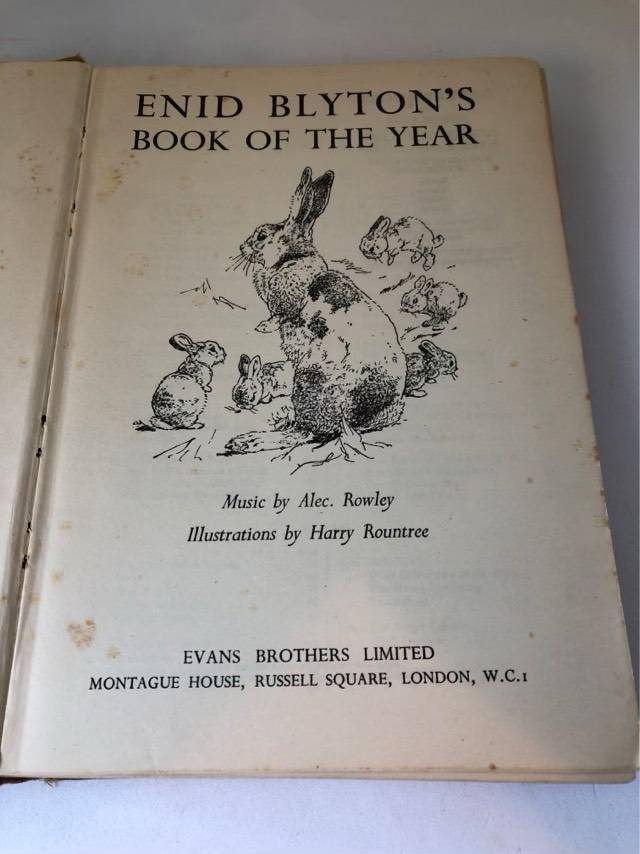 ENID BLYTON'S
BOOK OF THE YEAR
Music by Alec. Rowley
Illustrations by Harry Rountree
EVANS BROTHERS LIMITED
MONTAGUE HOUSE, RUSSELL SQUARE, LONDON, W.C.1